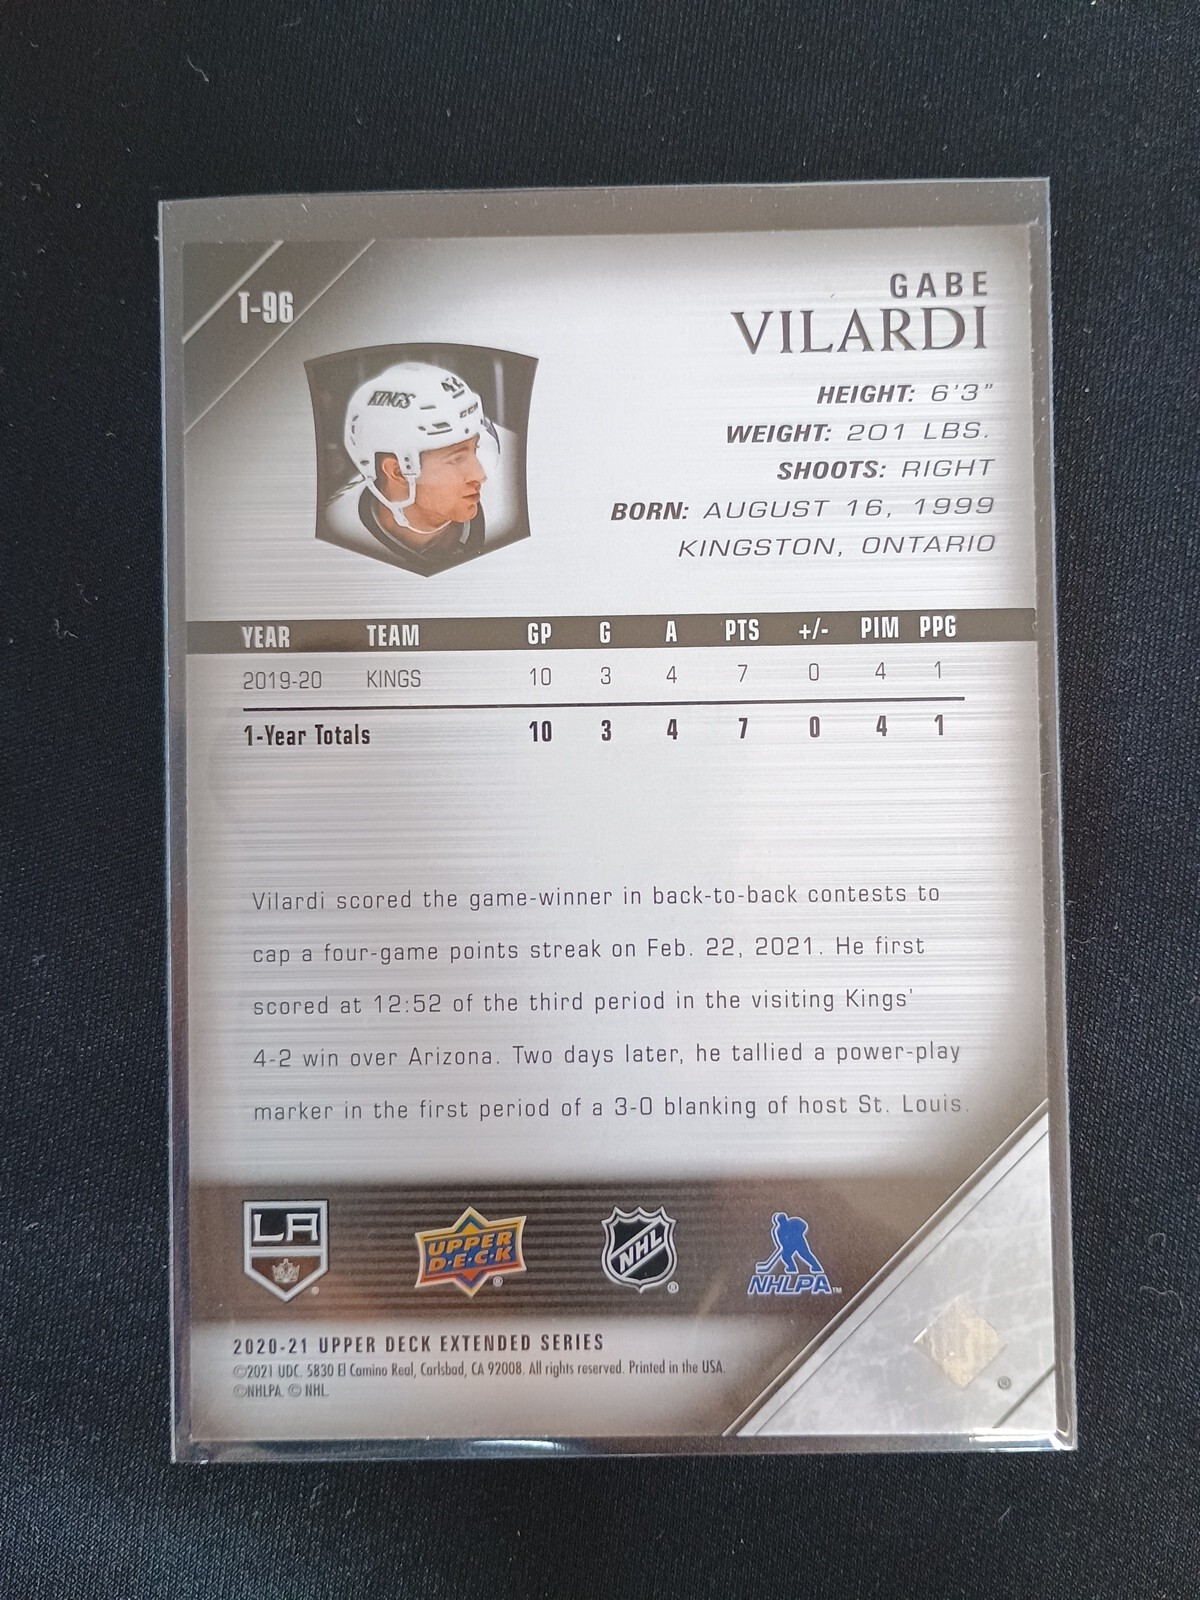 T-96
GABE
VILARDI
HEIGHT: 6'3"
WEIGHT: 201 LBS.
SHOOTS: RIGHT
BORN: AUGUST 16, 1999
KINGSTON, ONTARIO
KINGS 42
CCM
YEAR TEAM GP G A PTS +/- PIM PPG
2019-20 KINGS 10 3 4 7 0 4 1
1-Year Totals 10 3 4 7 0 4 1
Vilardi scored the game-winner in back-to-back contests to
cap a four-game points streak on Feb. 22, 2021. He first
scored at 12:52 of the third period in the visiting Kings'
4-2 win over Arizona. Two days later, he tallied a power-play
marker in the first period of a 3-0 blanking of host St. Louis.
LA
UPPER
D·E·C·K ®
NHL ®
NHLPA ™
2020-21 UPPER DECK EXTENDED SERIES
©2021 UDC. 5830 El Camino Real, Carlsbad, CA 92008. All rights reserved. Printed in the USA.
©NHLPA. © NHL.
®